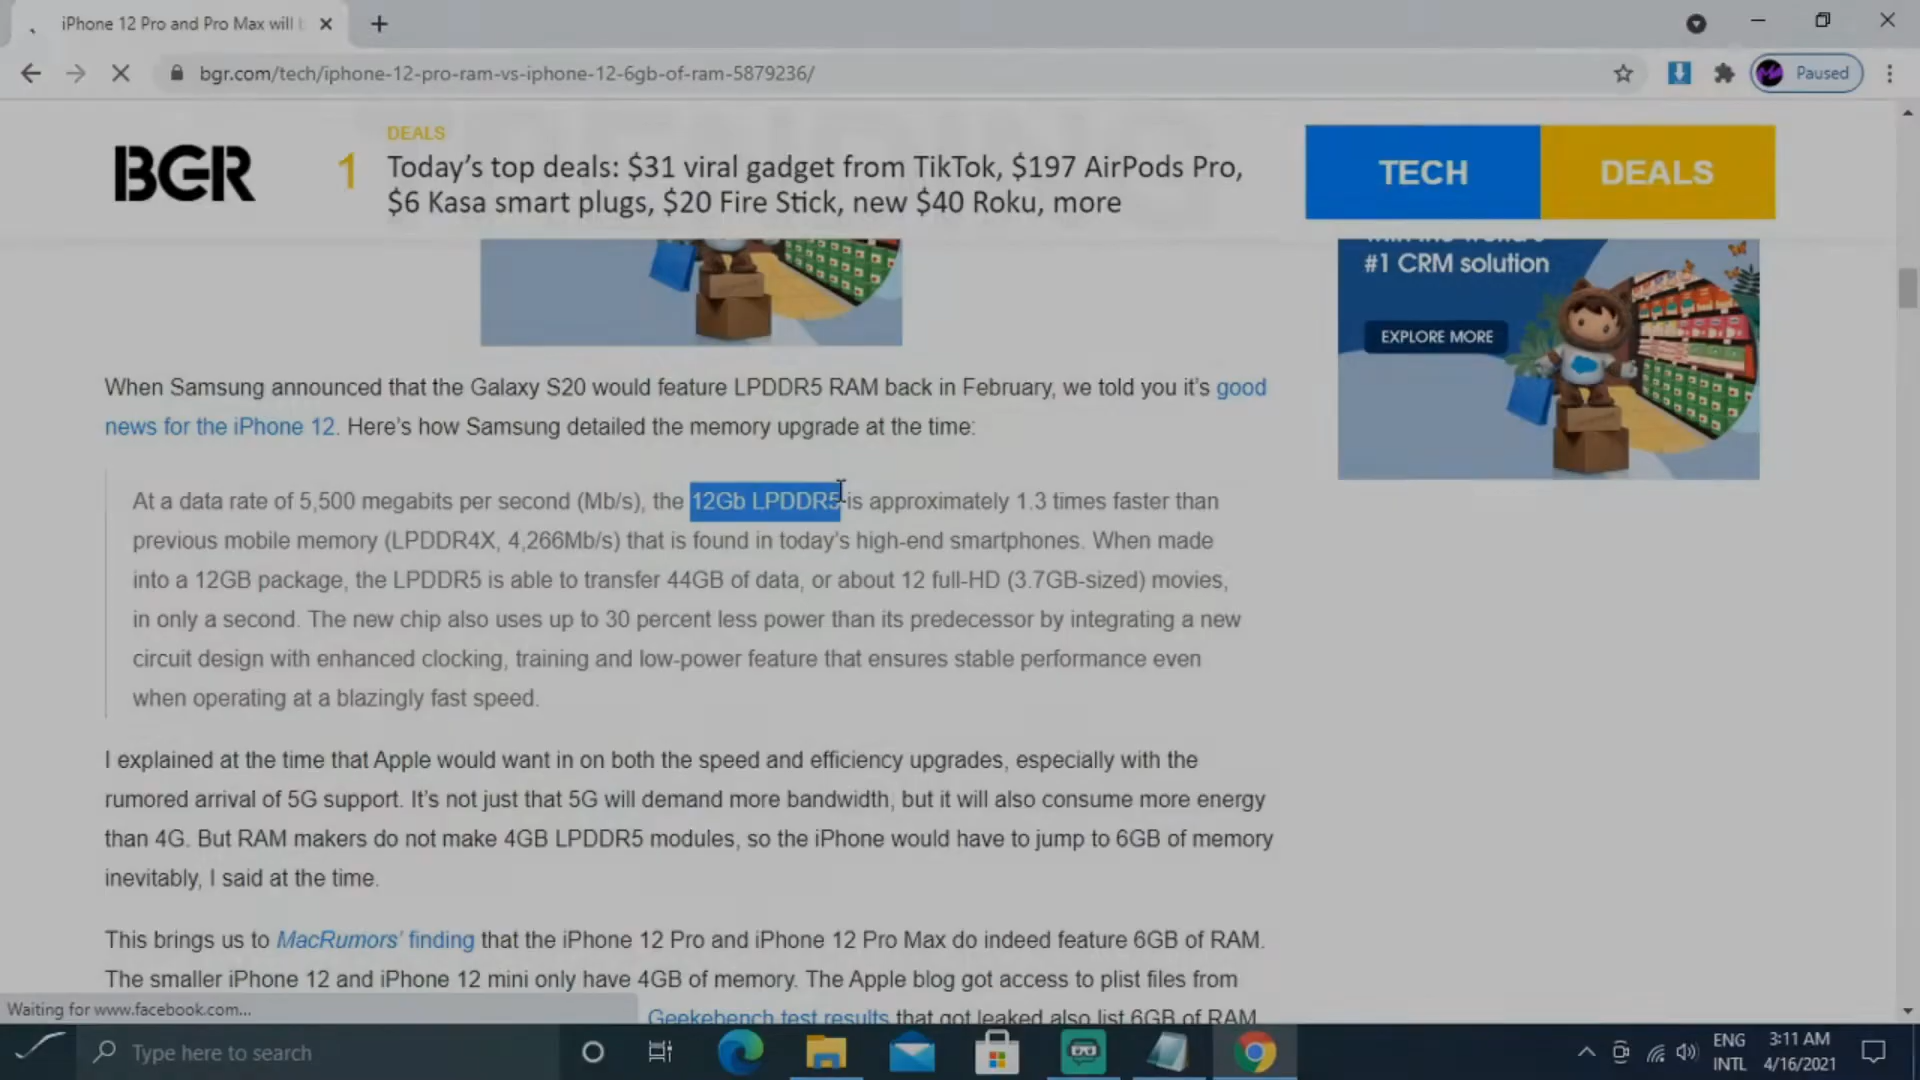 iPhone 12 Pro and Pro Max will b
bgr.com/tech/iphone-12-pro-ram-vs-iphone-12-6gb-of-ram-5879236/
Paused
BGR
1
DEALS
Today's top deals: $31 viral gadget from TikTok, $197 AirPods Pro,
$6 Kasa smart plugs, $20 Fire Stick, new $40 Roku, more
TECH
DEALS
#1 CRM solution
EXPLORE MORE
When Samsung announced that the Galaxy S20 would feature LPDDR5 RAM back in February, we told you it's good
news for the iPhone 12. Here's how Samsung detailed the memory upgrade at the time:
At a data rate of 5,500 megabits per second (Mb/s), the 12Gb LPDDR5 is approximately 1.3 times faster than
previous mobile memory (LPDDR4X, 4,266Mb/s) that is found in today's high-end smartphones. When made
into a 12GB package, the LPDDR5 is able to transfer 44GB of data, or about 12 full-HD (3.7GB-sized) movies,
in only a second. The new chip also uses up to 30 percent less power than its predecessor by integrating a new
circuit design with enhanced clocking, training and low-power feature that ensures stable performance even
when operating at a blazingly fast speed.
I explained at the time that Apple would want in on both the speed and efficiency upgrades, especially with the
rumored arrival of 5G support. It's not just that 5G will demand more bandwidth, but it will also consume more energy
than 4G. But RAM makers do not make 4GB LPDDR5 modules, so the iPhone would have to jump to 6GB of memory
inevitably, I said at the time.
This brings us to MacRumors' finding that the iPhone 12 Pro and iPhone 12 Pro Max do indeed feature 6GB of RAM.
The smaller iPhone 12 and iPhone 12 mini only have 4GB of memory. The Apple blog got access to plist files from
Geekebench test results that got leaked also list 6GB of RAM
Waiting for www.facebook.com...
Type here to search
ENG
INTL
3:11 AM
4/16/2021